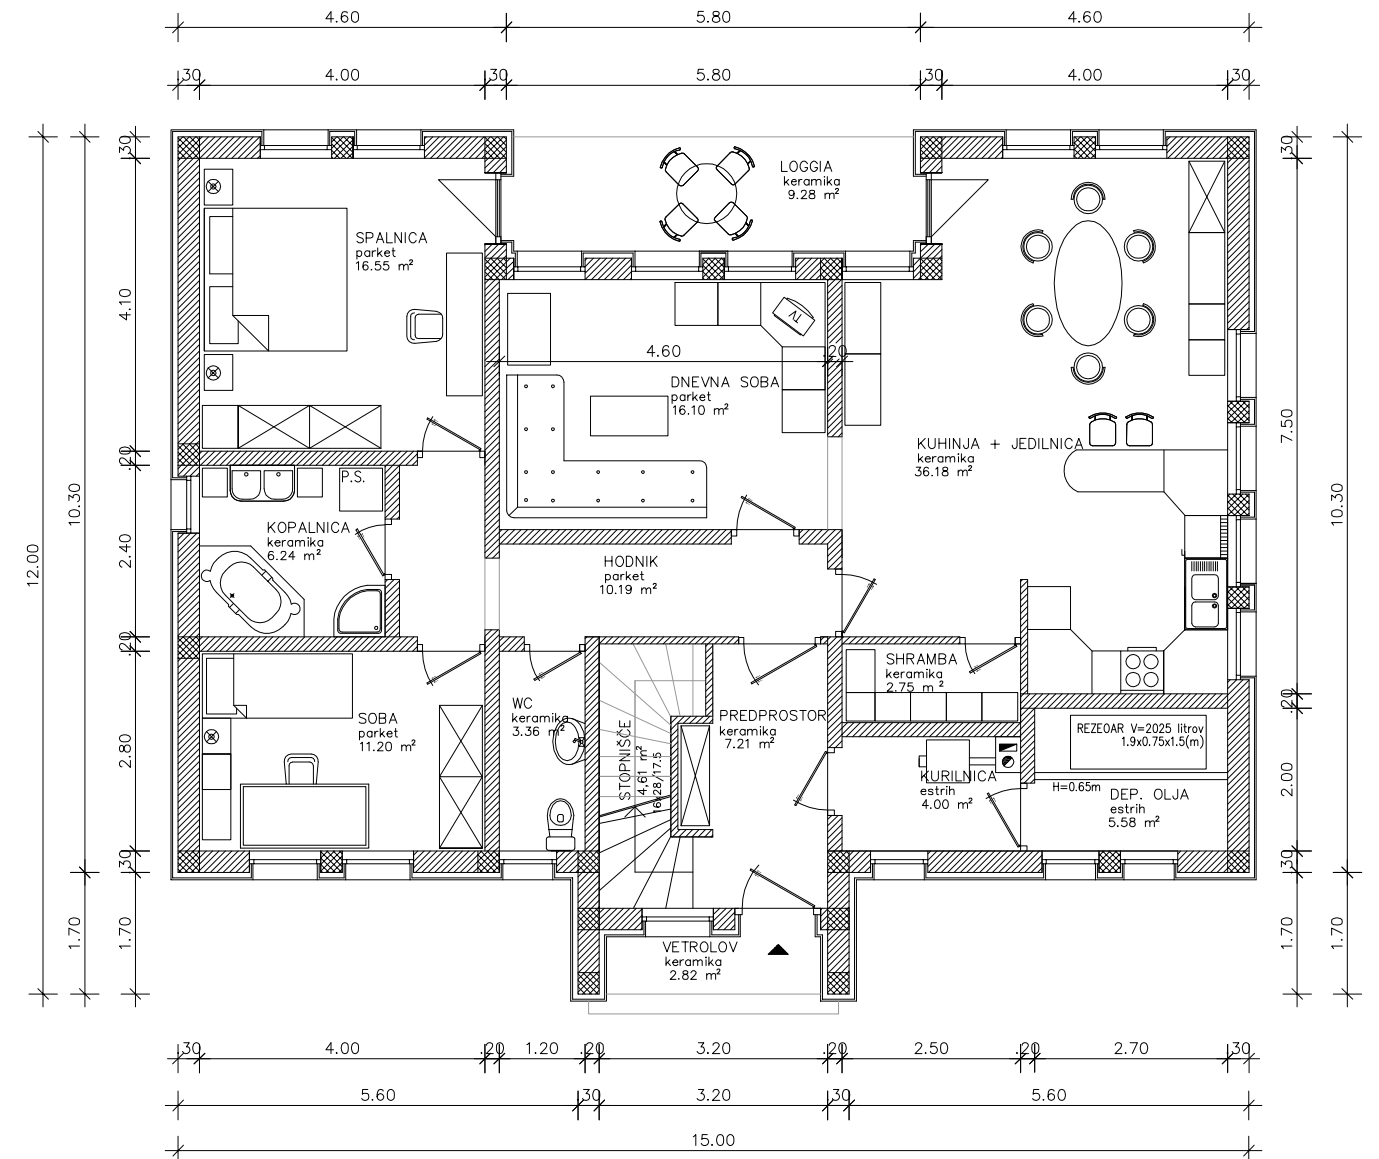 4.60 5.80 4.60
.30 4.00 .30 5.80 .30 4.00 .30
LOGGIA
keramika
9.28 m²
SPALNICA
parket
16.55 m²
TV
4.60 .20
DNEVNA SOBA
parket
16.10 m²
KUHINJA + JEDILNICA
keramika
36.18 m²
P.S.
KOPALNICA
keramika
6.24 m²
HODNIK
parket
10.19 m²
SHRAMBA
keramika
2.75 m²
SOBA
parket
11.20 m²
WC
keramika
3.36 m²
STOPNIŠČE
4.61 m²
16x28/17.5
PREDPROSTOR
keramika
7.21 m²
REZEOAR V=2025 litrov
1.9x0.75x1.5(m)
KURILNICA
estrih
4.00 m²
H=0.65m
DEP. OLJA
estrih
5.58 m²
VETROLOV
keramika
2.82 m²
12.00
10.30
1.70
.30
4.10
.20
2.40
.20
2.80
.30
1.70
.30
7.50
.20
2.00
.30
1.70
10.30
1.70
.30 4.00 .20 1.20 .20 3.20 .20 2.50 .20 2.70 .30
5.60 .30 3.20 .30 5.60
15.00